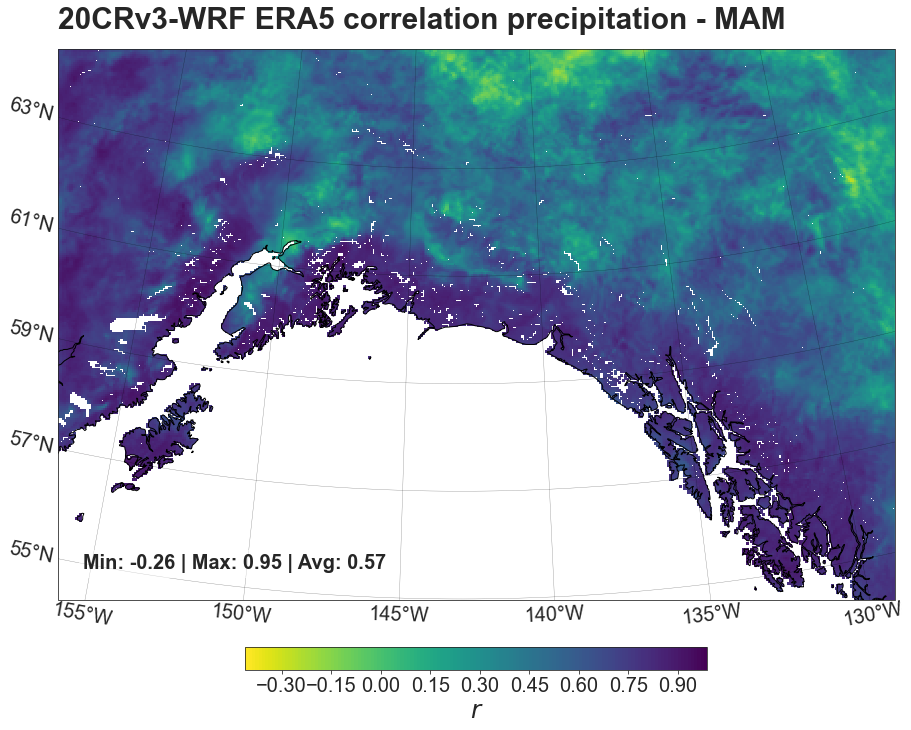 20CRv3-WRF ERA5 correlation precipitation - MAM
63°N
61°N
59°N
57°N
55°N
Min: -0.26 | Max: 0.95 | Avg: 0.57
155°W 150°W 145°W 140°W 135°W 130°W
−0.30 −0.15 0.00 0.15 0.30 0.45 0.60 0.75 0.90
r